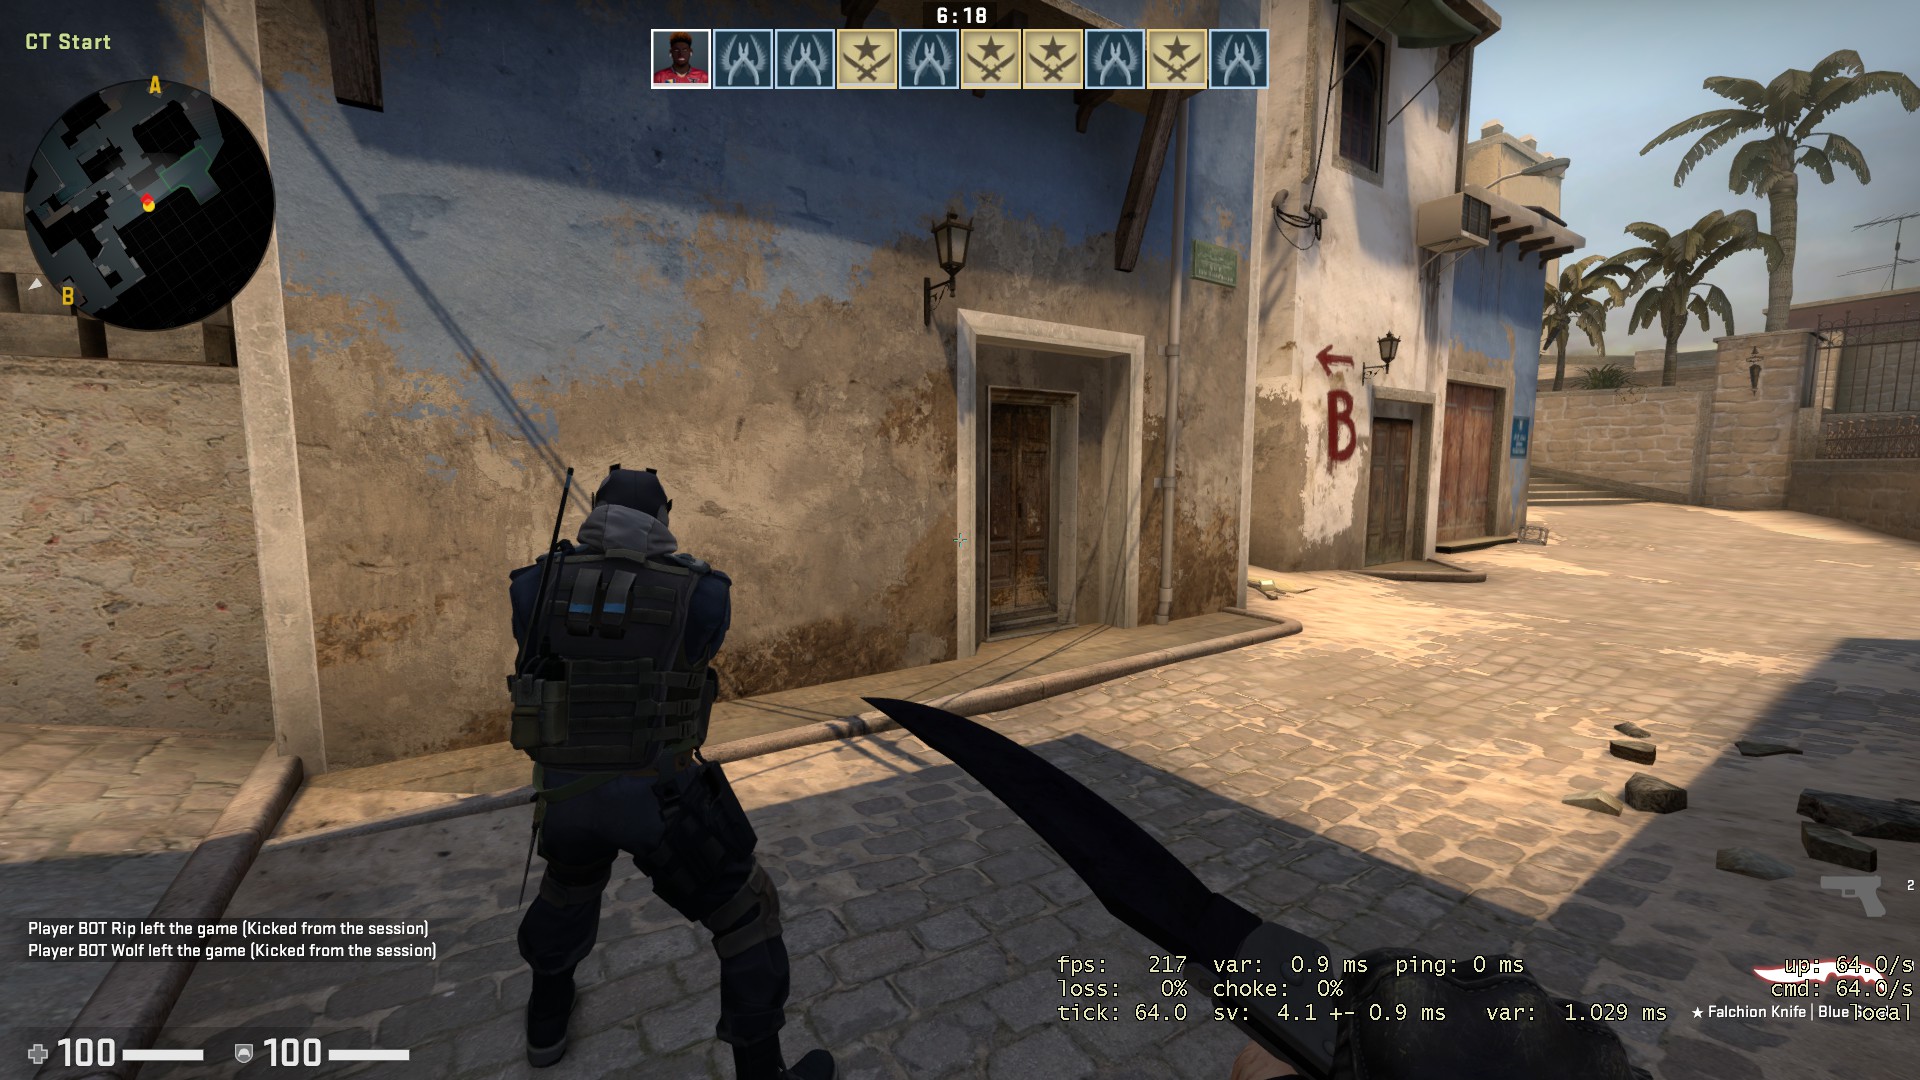 6:18
CT Start
A
B
B
Player BOT Rip left the game (Kicked from the session)
Player BOT Wolf left the game (Kicked from the session)
2
fps: 217 var: 0.9 ms ping: 0 ms
up: 64.0/s
loss: 0% choke: 0%
cmd: 64.0/s
tick: 64.0 sv: 4.1 +- 0.9 ms var: 1.029 ms
local
★ Falchion Knife | Blue
100
100